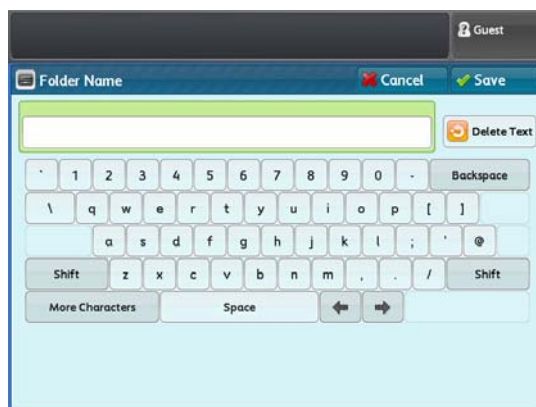 Guest
Folder Name Cancel Save
Delete Text
` 1 2 3 4 5 6 7 8 9 0 - Backspace
\ q w e r t y u i o p [ ]
a s d f g h j k l ; ' @
Shift z x c v b n m , . / Shift
More Characters Space